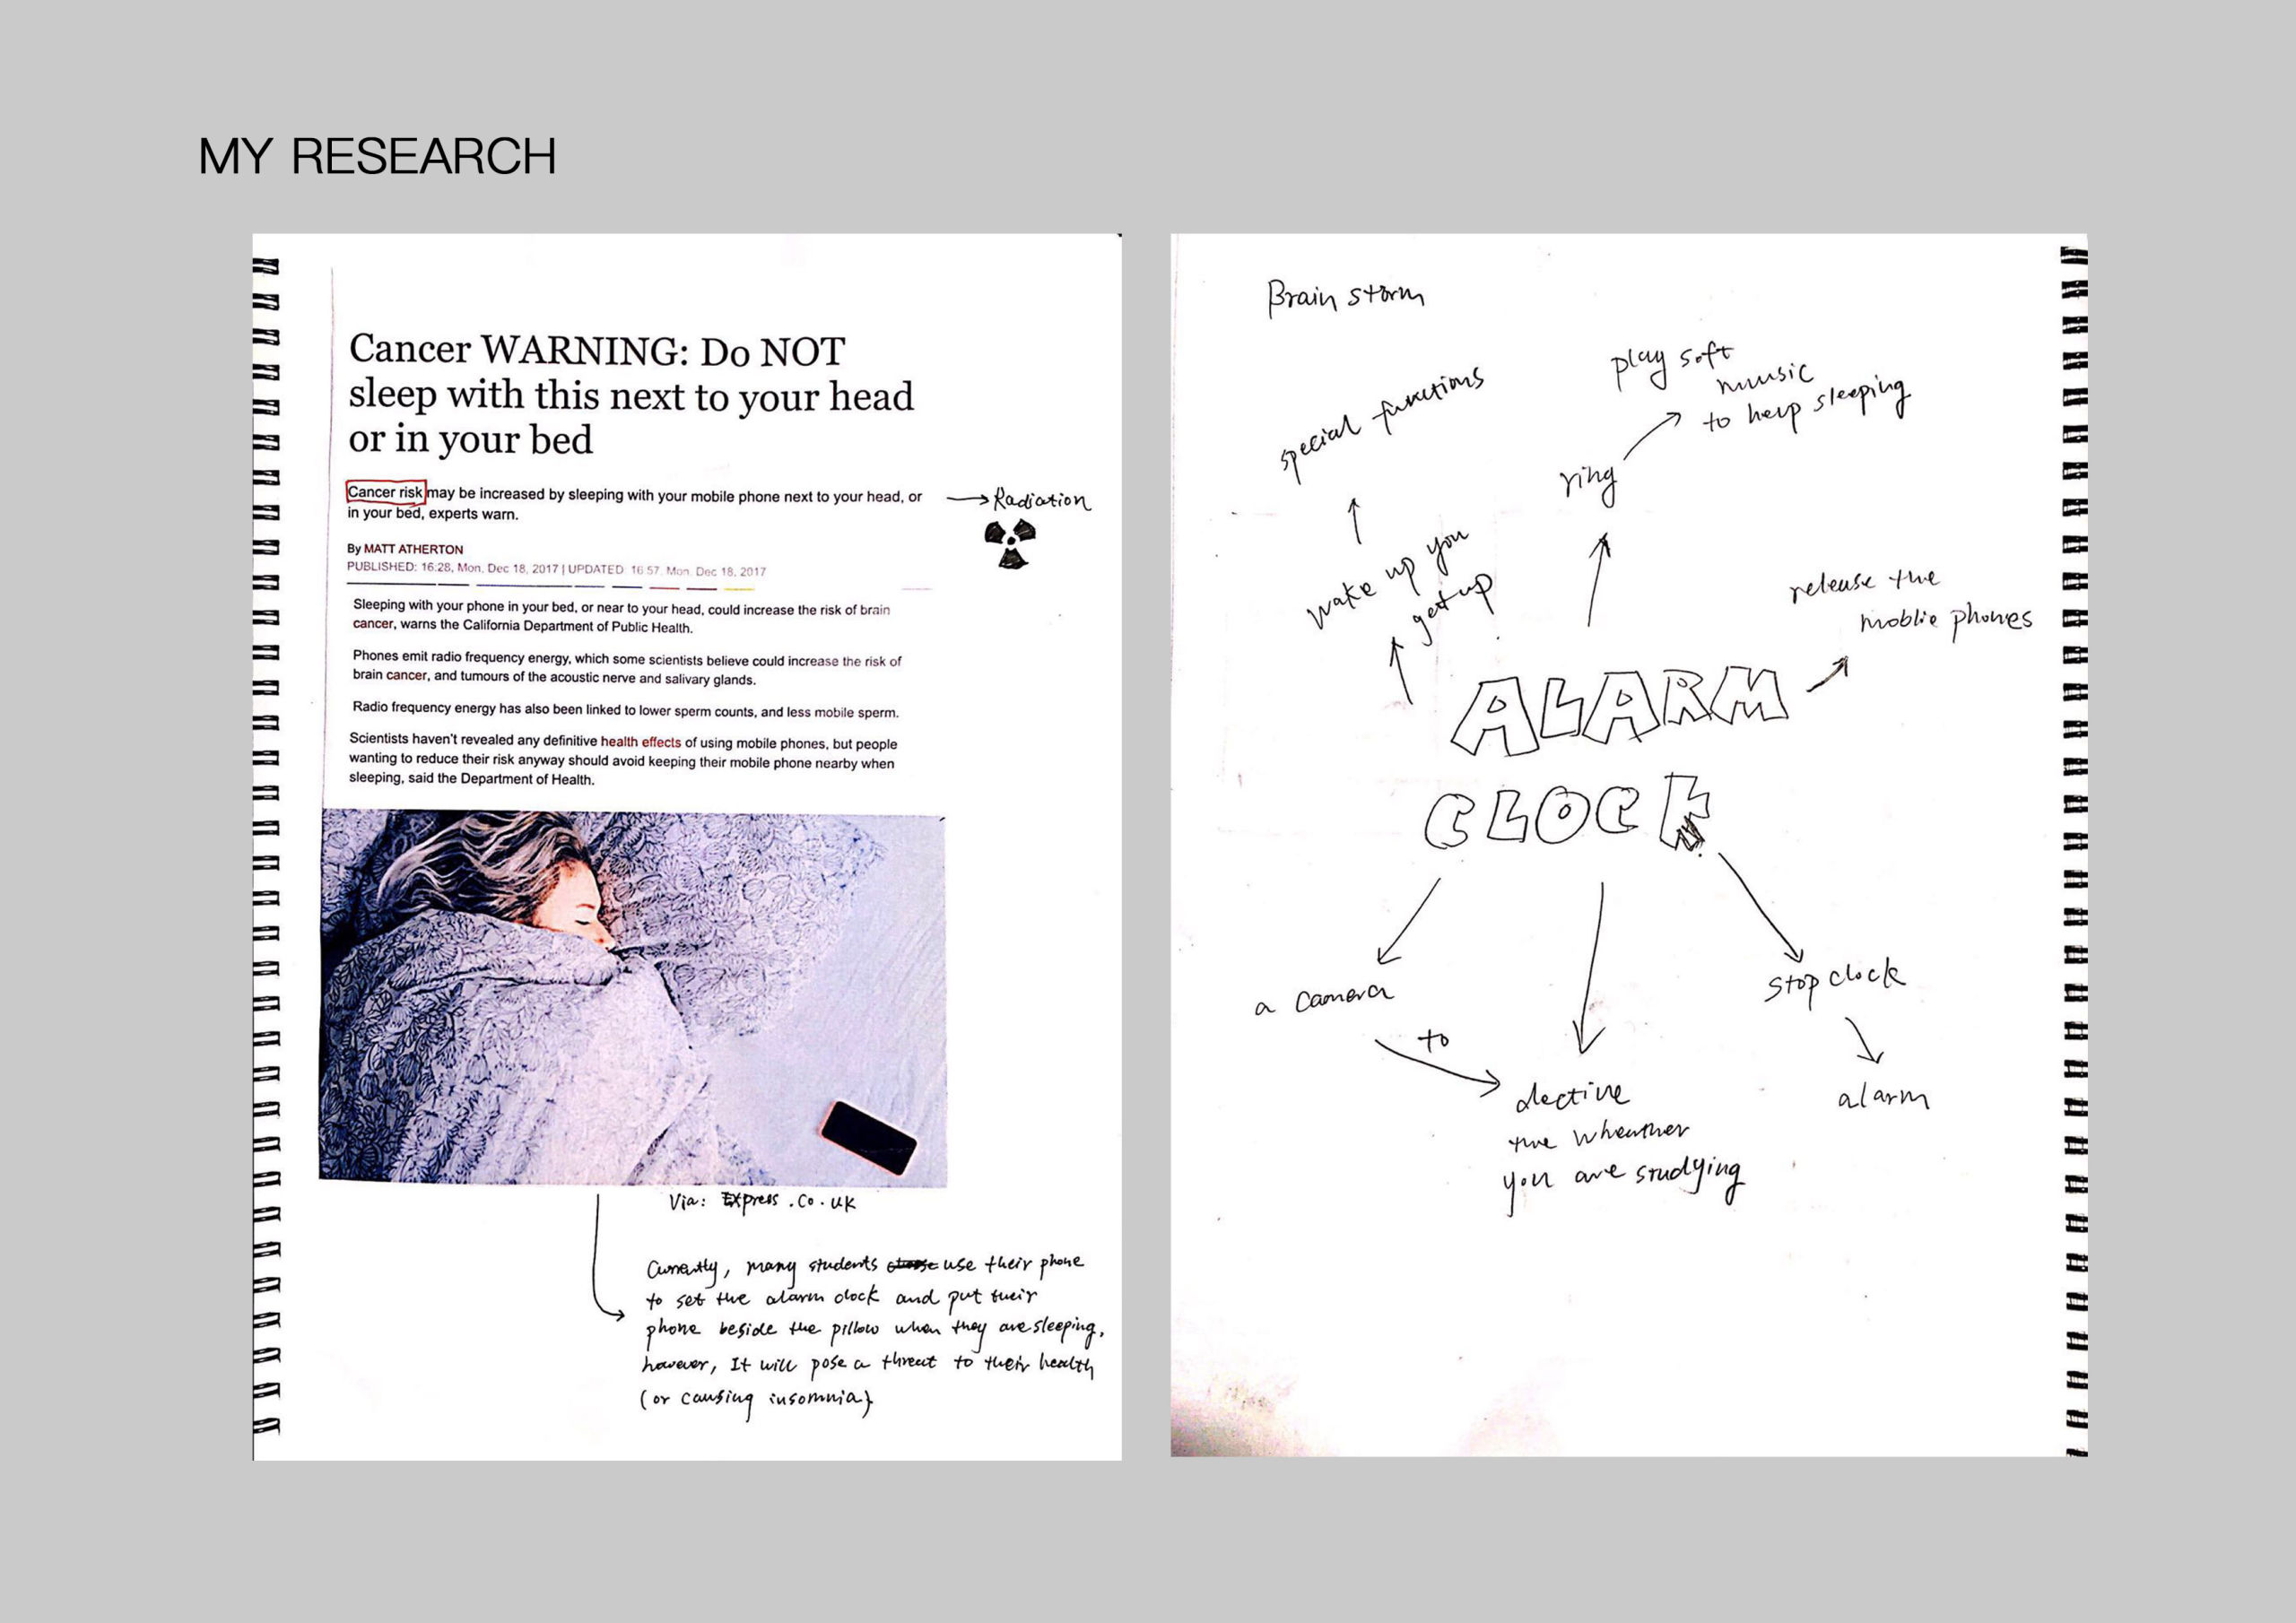 MY RESEARCH
Cancer WARNING: Do NOT
sleep with this next to your head
or in your bed
Cancer risk may be increased by sleeping with your mobile phone next to your head, or
in your bed, experts warn.
→ Radiation
By MATT ATHERTON
PUBLISHED: 16:28, Mon, Dec 18, 2017 | UPDATED: 16:57, Mon, Dec 18, 2017
Sleeping with your phone in your bed, or near to your head, could increase the risk of brain
cancer, warns the California Department of Public Health.
Phones emit radio frequency energy, which some scientists believe could increase the risk of
brain cancer, and tumours of the acoustic nerve and salivary glands.
Radio frequency energy has also been linked to lower sperm counts, and less mobile sperm.
Scientists haven't revealed any definitive health effects of using mobile phones, but people
wanting to reduce their risk anyway should avoid keeping their mobile phone nearby when
sleeping, said the Department of Health.
Via: Express.co.uk
Currently, many students use their phone
to set the alarm clock and put their
phone beside the pillow when they are sleeping,
however, It will pose a threat to their health
(or causing insomnia)
Brain storm
special functions
play soft
muusic
to help sleeping
ring
wake up you
get up
release the
moblie phones
ALARM
CLOCK
a camera
to
dective
the wheather
you are studying
stop clock
alarm